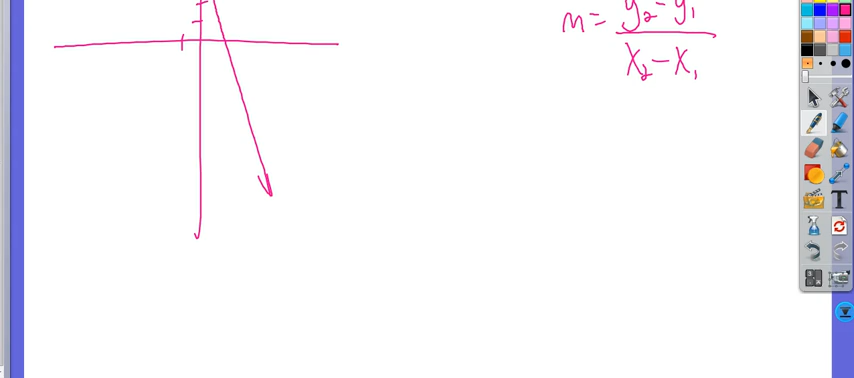 m = y₂ - y₁
x₂ - x₁